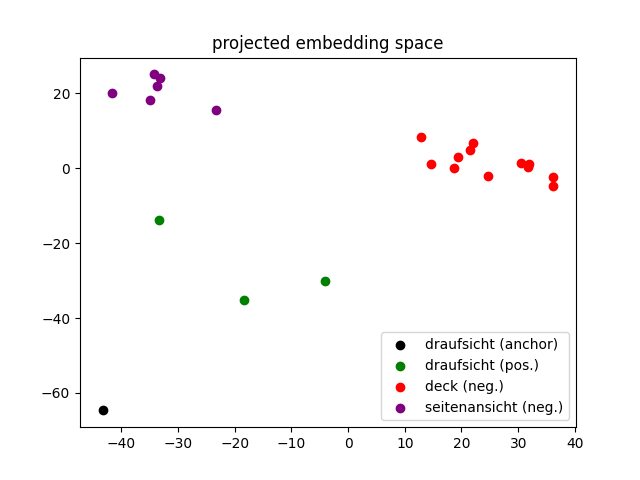 projected embedding space
20
0
−20
−40
−60
−40
−30
−20
−10
0
10
20
30
40
draufsicht (anchor)
draufsicht (pos.)
deck (neg.)
seitenansicht (neg.)